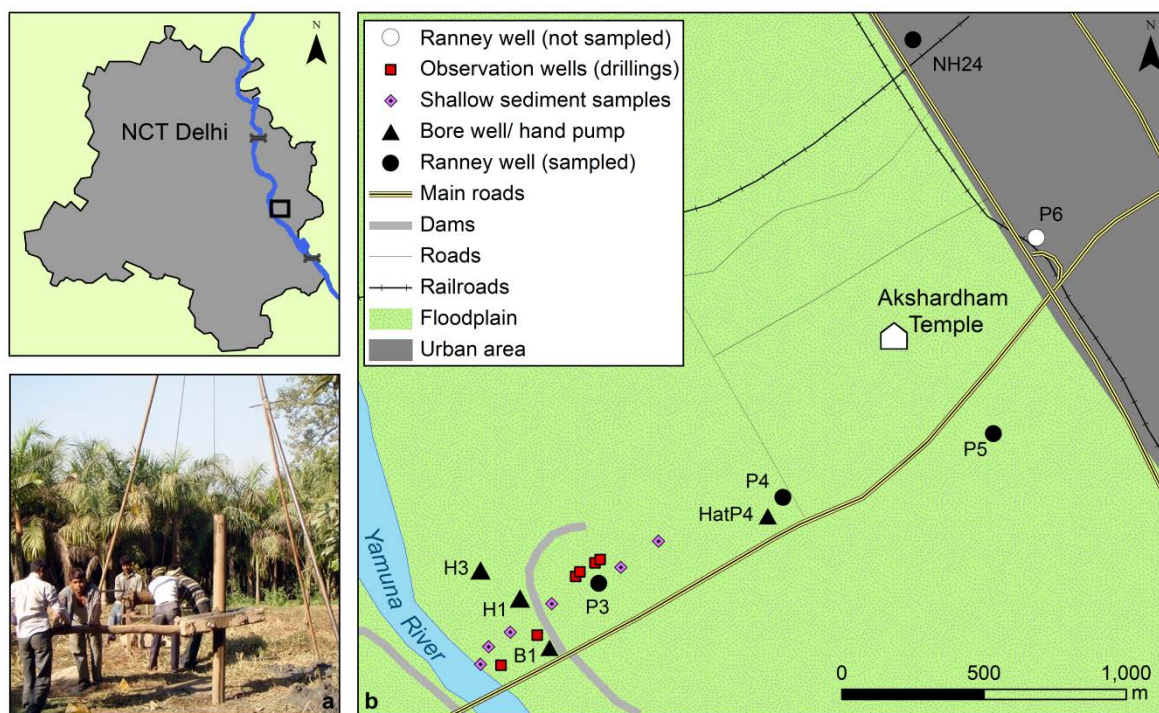 N
NCT Delhi
a
Ranney well (not sampled)
Observation wells (drillings)
Shallow sediment samples
Bore well/ hand pump
Ranney well (sampled)
Main roads
Dams
Roads
Railroads
Floodplain
Urban area
N
NH24
P6
Akshardham
Temple
P5
P4
HatP4
H3
P3
H1
B1
Yamuna River
0 500 1,000
m
b